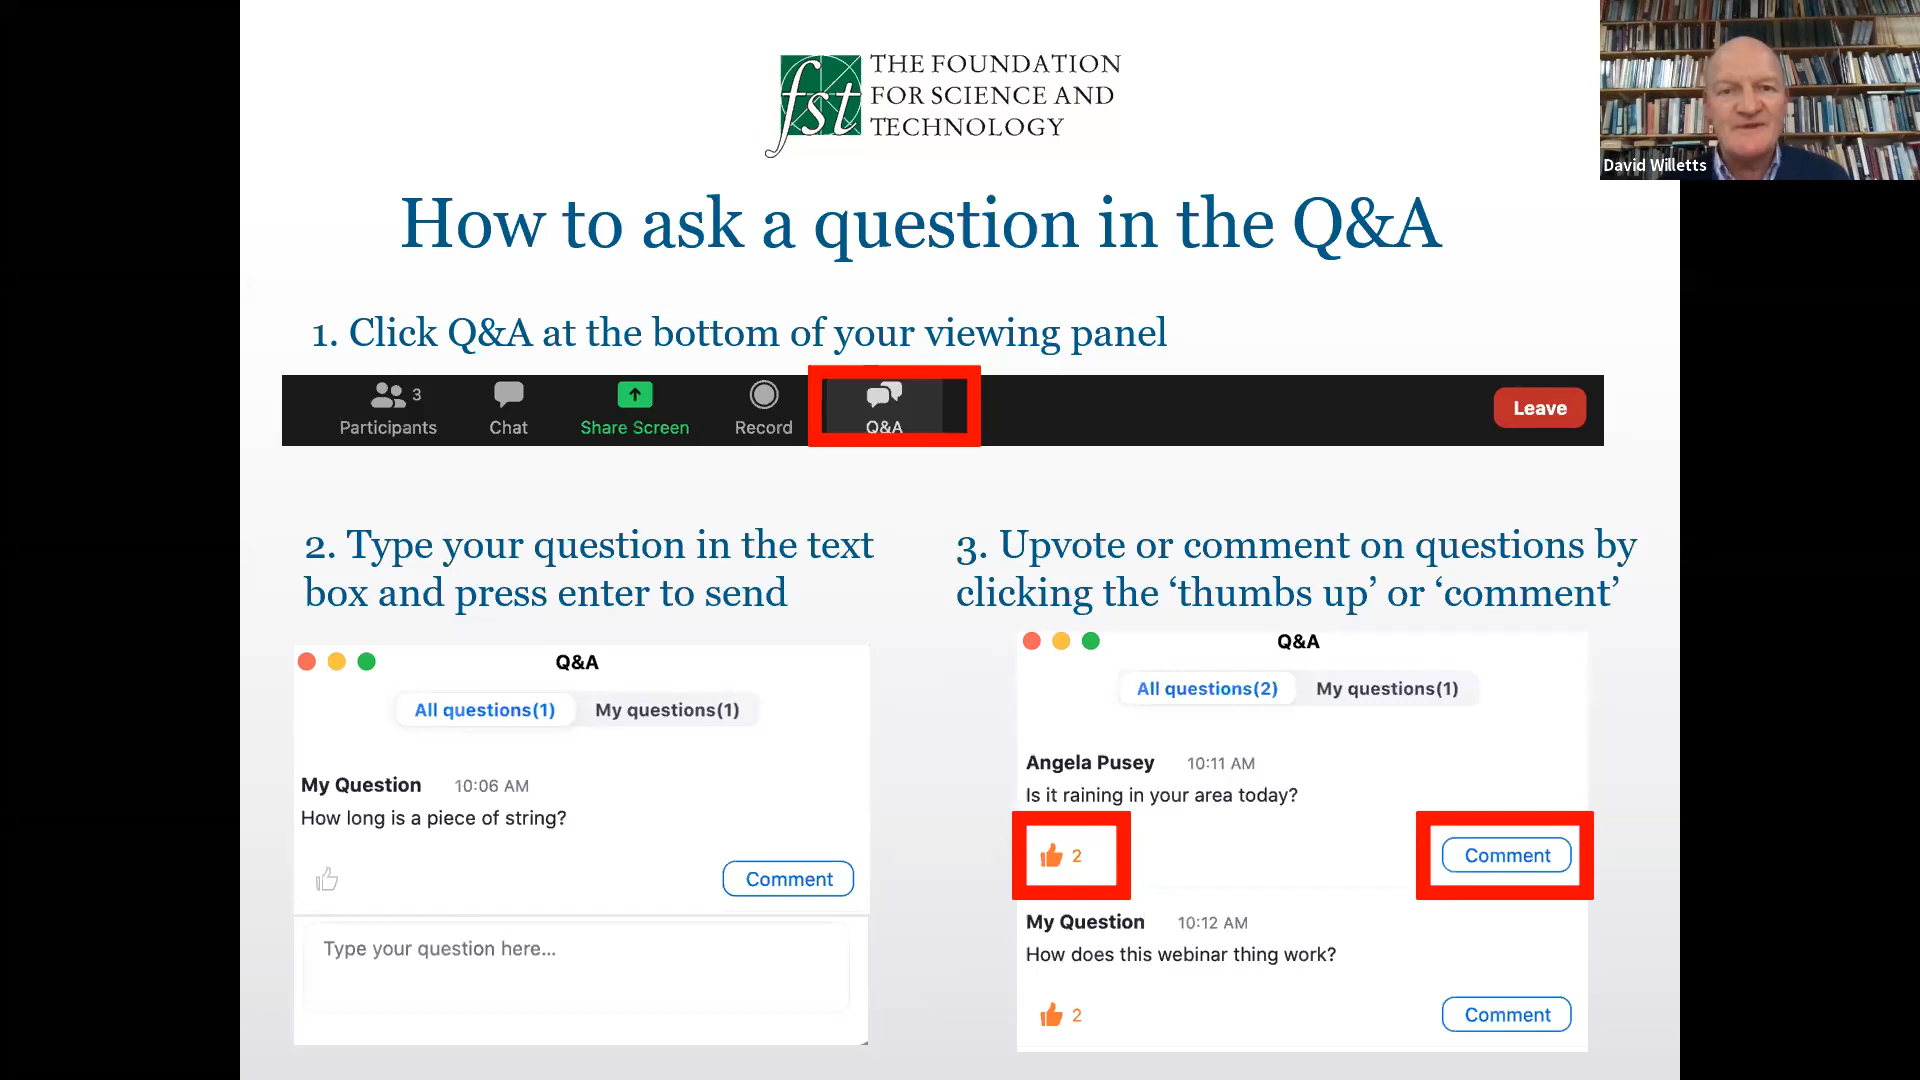 fst
THE FOUNDATION
FOR SCIENCE AND
TECHNOLOGY
David Willetts
How to ask a question in the Q&A
1. Click Q&A at the bottom of your viewing panel
3
Participants
Chat
Share Screen
Record
Q&A
Leave
2. Type your question in the text
box and press enter to send
Q&A
All questions(1)
My questions(1)
My Question 10:06 AM
How long is a piece of string?
Comment
Type your question here...
3. Upvote or comment on questions by
clicking the ‘thumbs up’ or ‘comment’
Q&A
All questions(2)
My questions(1)
Angela Pusey 10:11 AM
Is it raining in your area today?
2
Comment
My Question 10:12 AM
How does this webinar thing work?
2
Comment